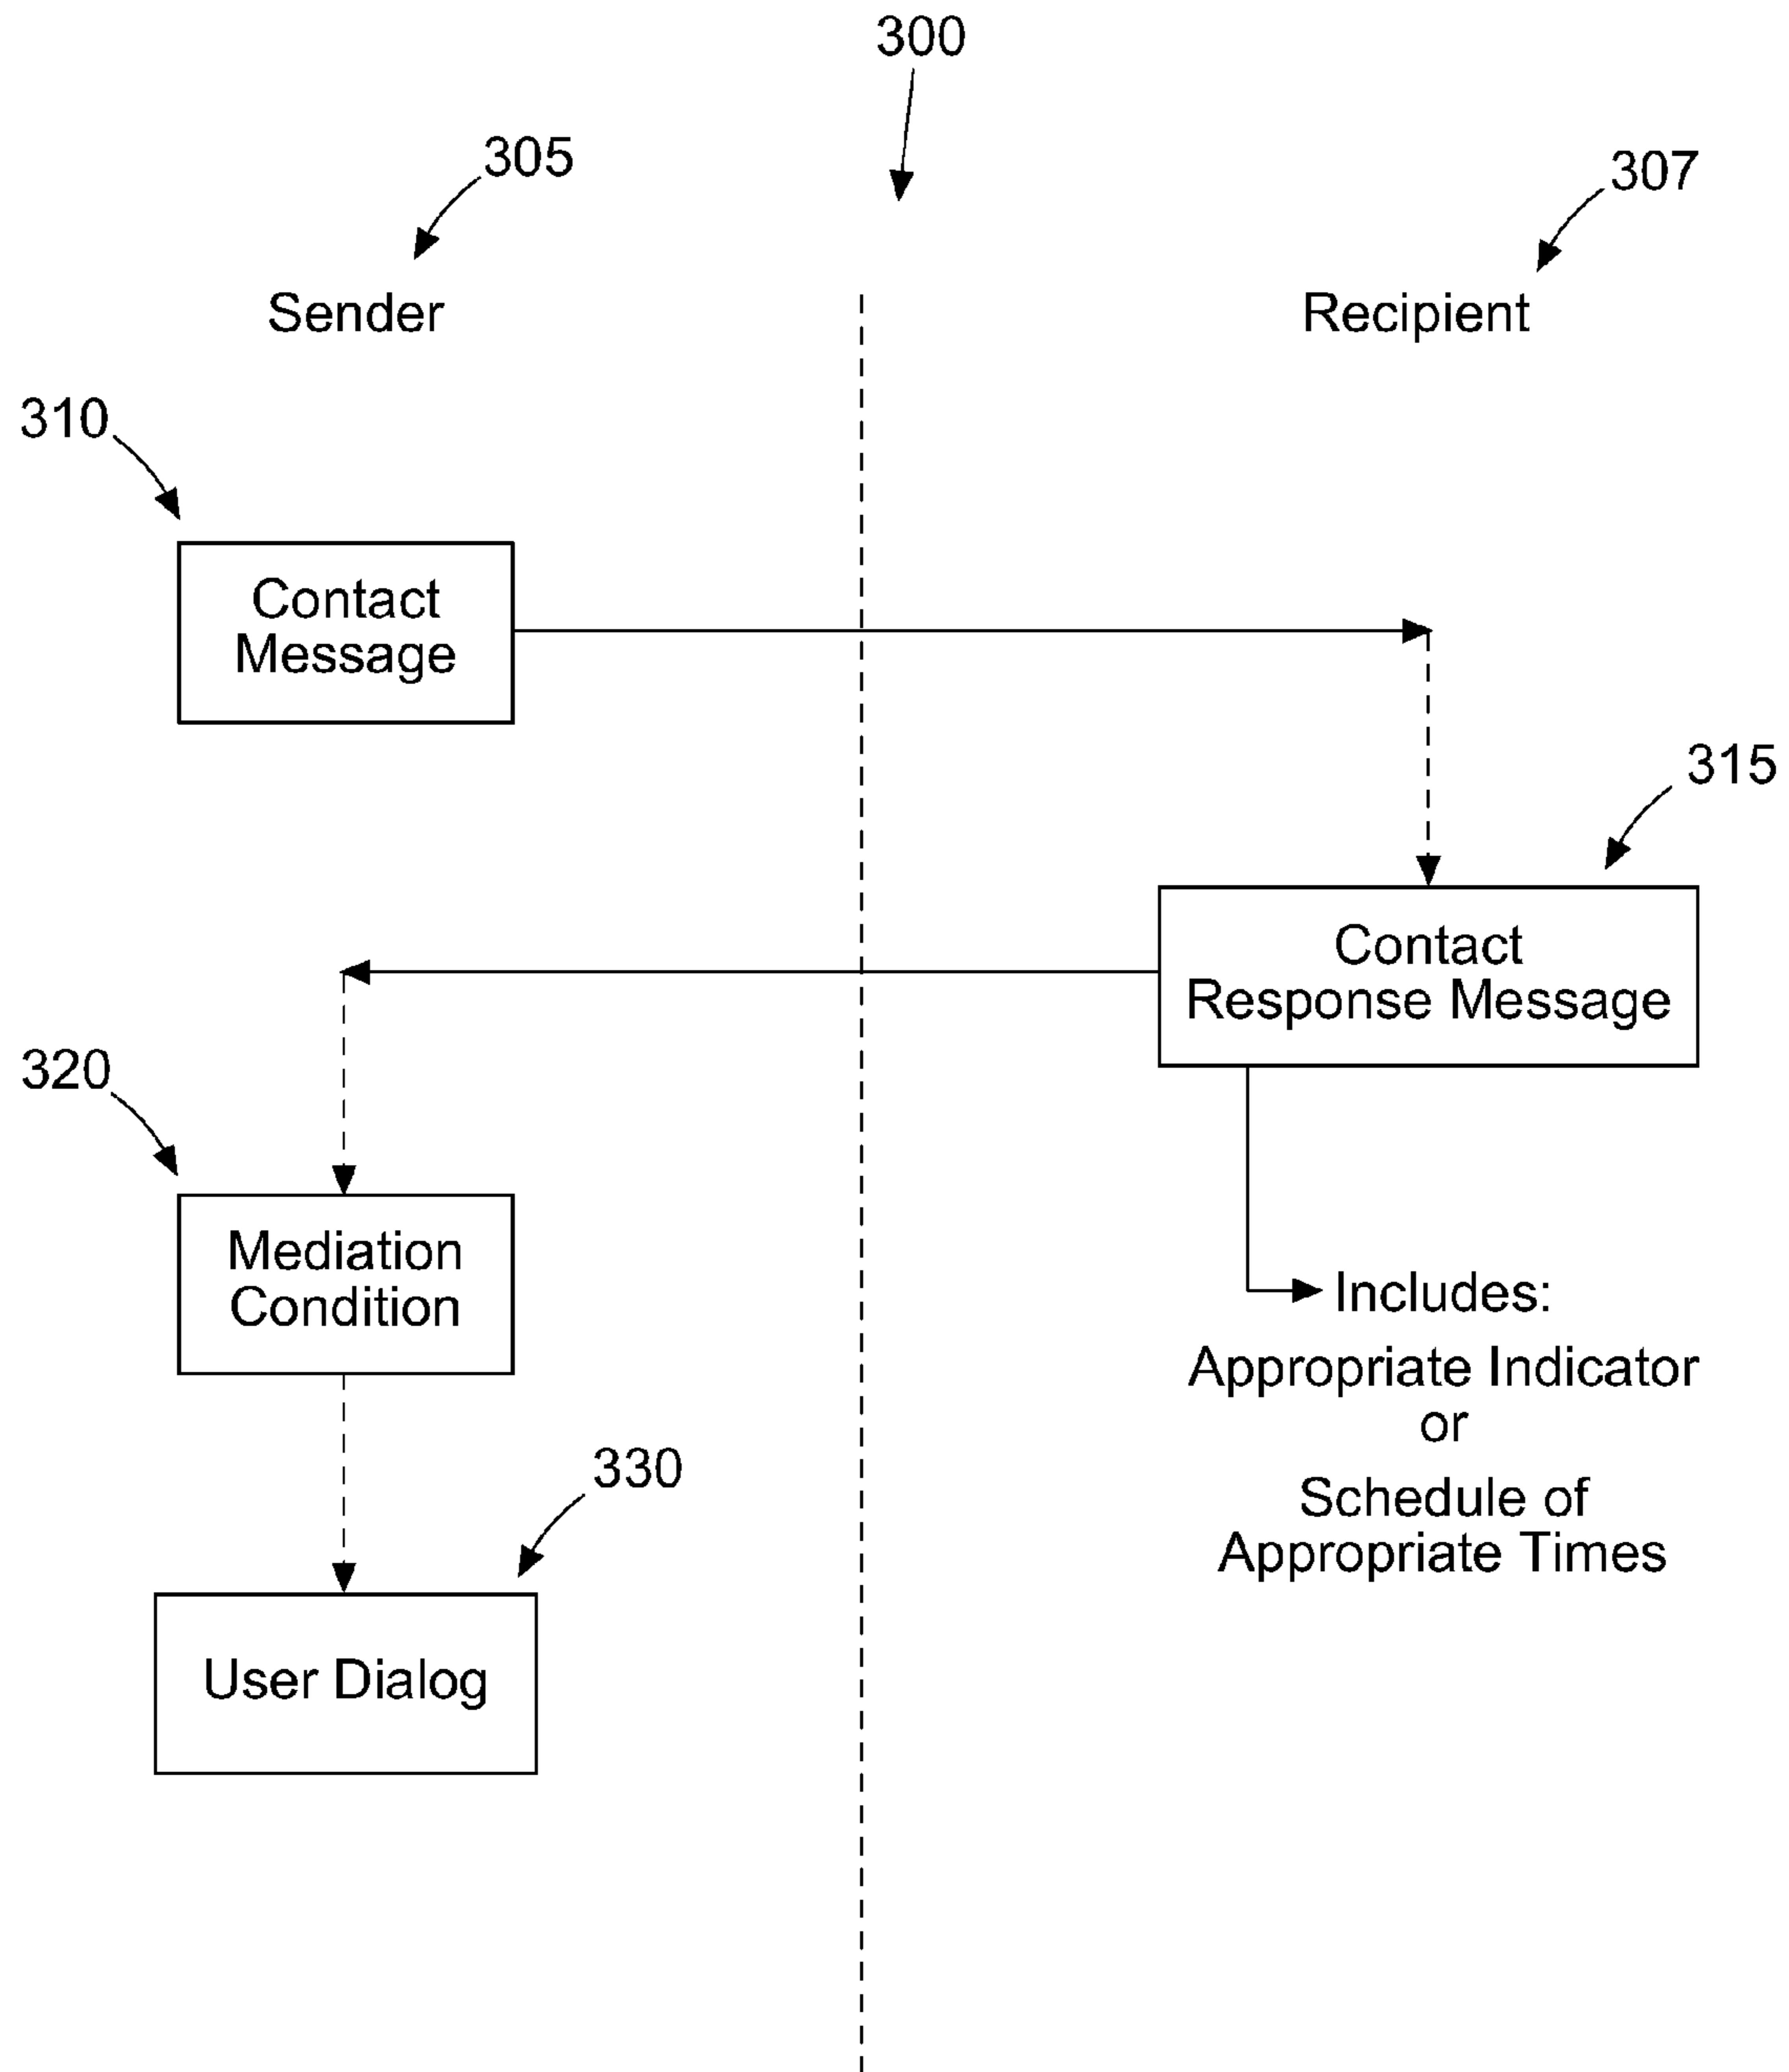 300
305
307
Sender
Recipient
310
Contact
Message
315
Contact
Response Message
320
Mediation
Condition
Includes:
Appropriate Indicator
or
Schedule of
Appropriate Times
330
User Dialog